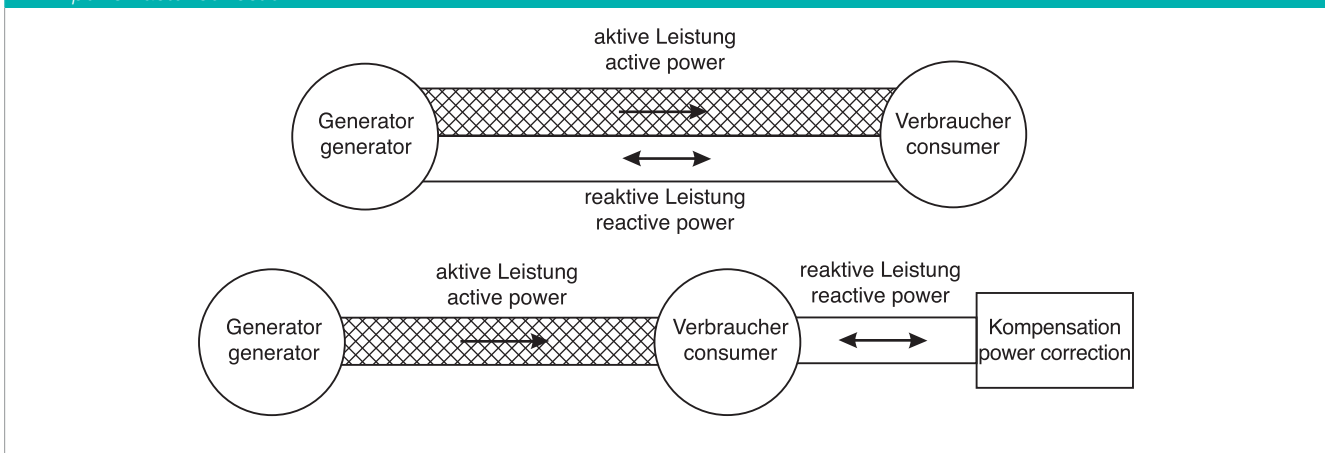 aktive Leistung
active power
Generator
generator
Verbraucher
consumer
reaktive Leistung
reactive power
aktive Leistung
active power
reaktive Leistung
reactive power
Generator
generator
Verbraucher
consumer
Kompensation
power correction